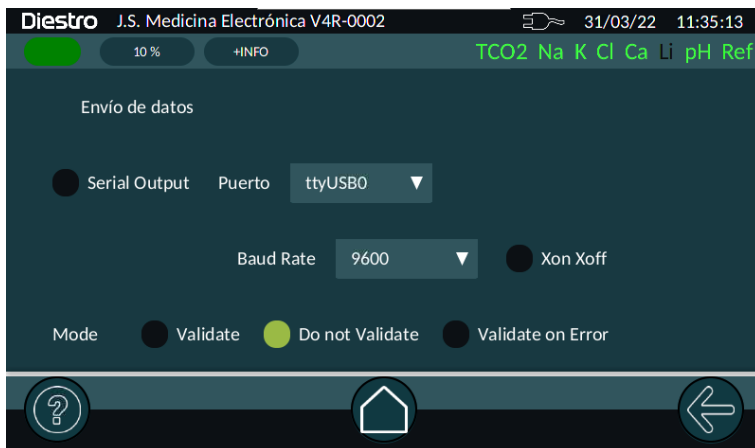 Diestro J.S. Medicina Electrónica V4R-0002 31/03/22 11:35:13
10 % +INFO TCO2 Na K Cl Ca Li pH Ref
Envío de datos
Serial Output Puerto ttyUSB0
Baud Rate 9600 Xon Xoff
Mode Validate Do not Validate Validate on Error
?